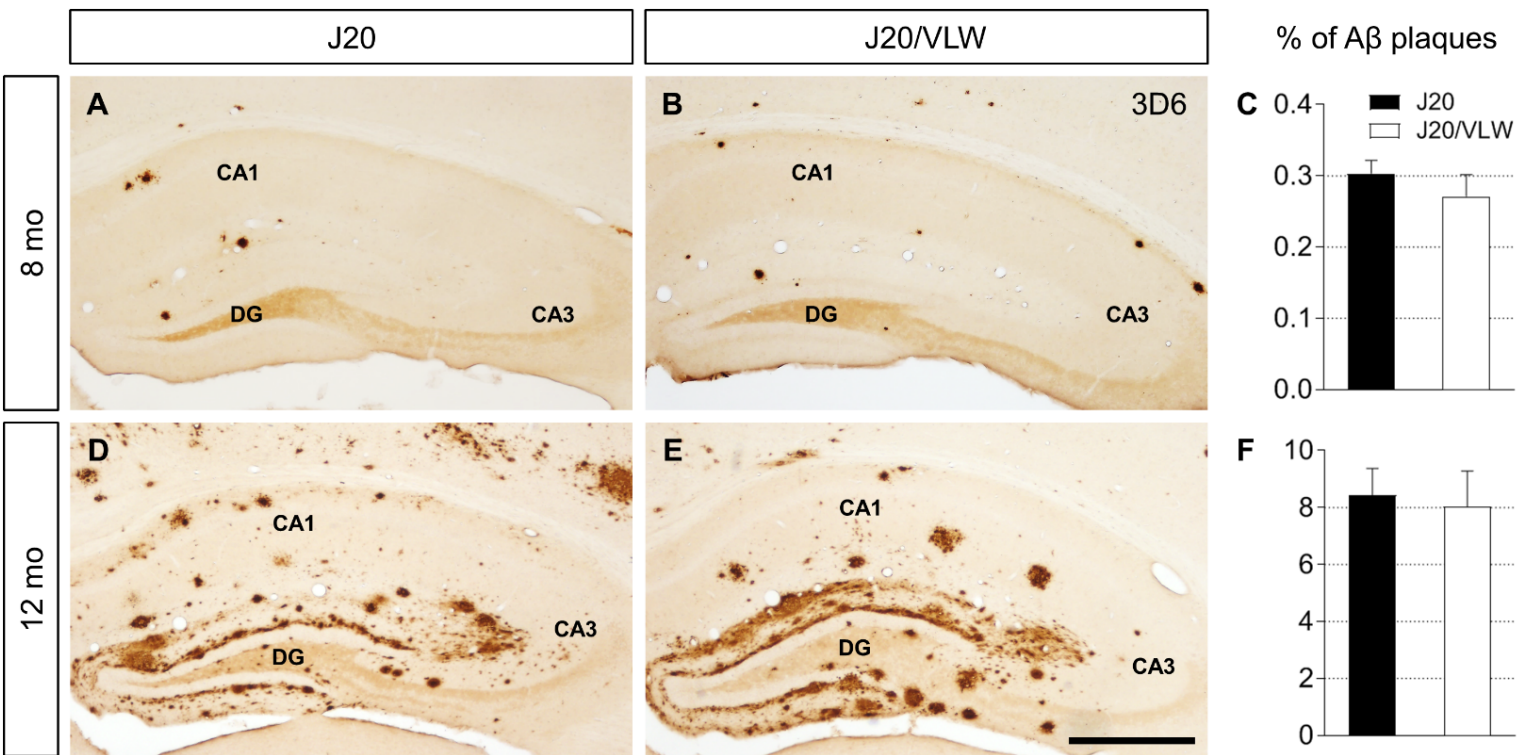 J20
J20/VLW
% of Aβ plaques
8 mo
A
CA1
DG
CA3
B
3D6
CA1
DG
CA3
C
J20
J20/VLW
0.4
0.3
0.2
0.1
0.0
12 mo
D
CA1
CA3
DG
E
CA1
DG
CA3
F
10
8
6
4
2
0